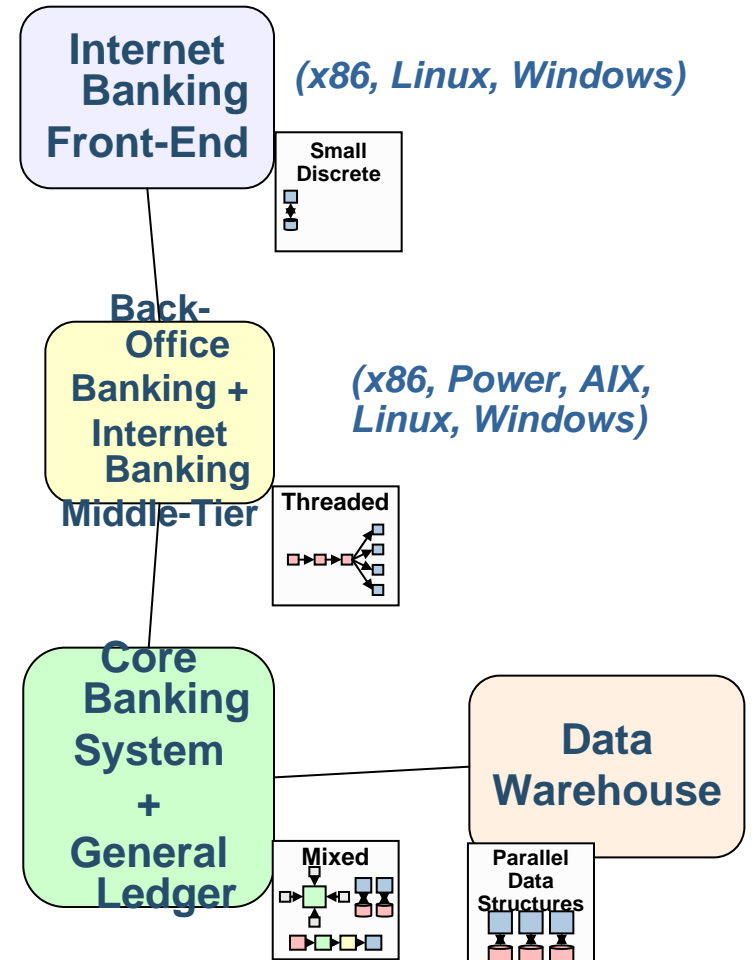 Internet
Banking
Front-End
(x86, Linux, Windows)
Small
Discrete
Back-
Office
Banking +
Internet
Banking
Middle-Tier
(x86, Power, AIX,
Linux, Windows)
Threaded
Core
Banking
System
+
General
Ledger
Mixed
Data
Warehouse
Parallel
Data
Structures